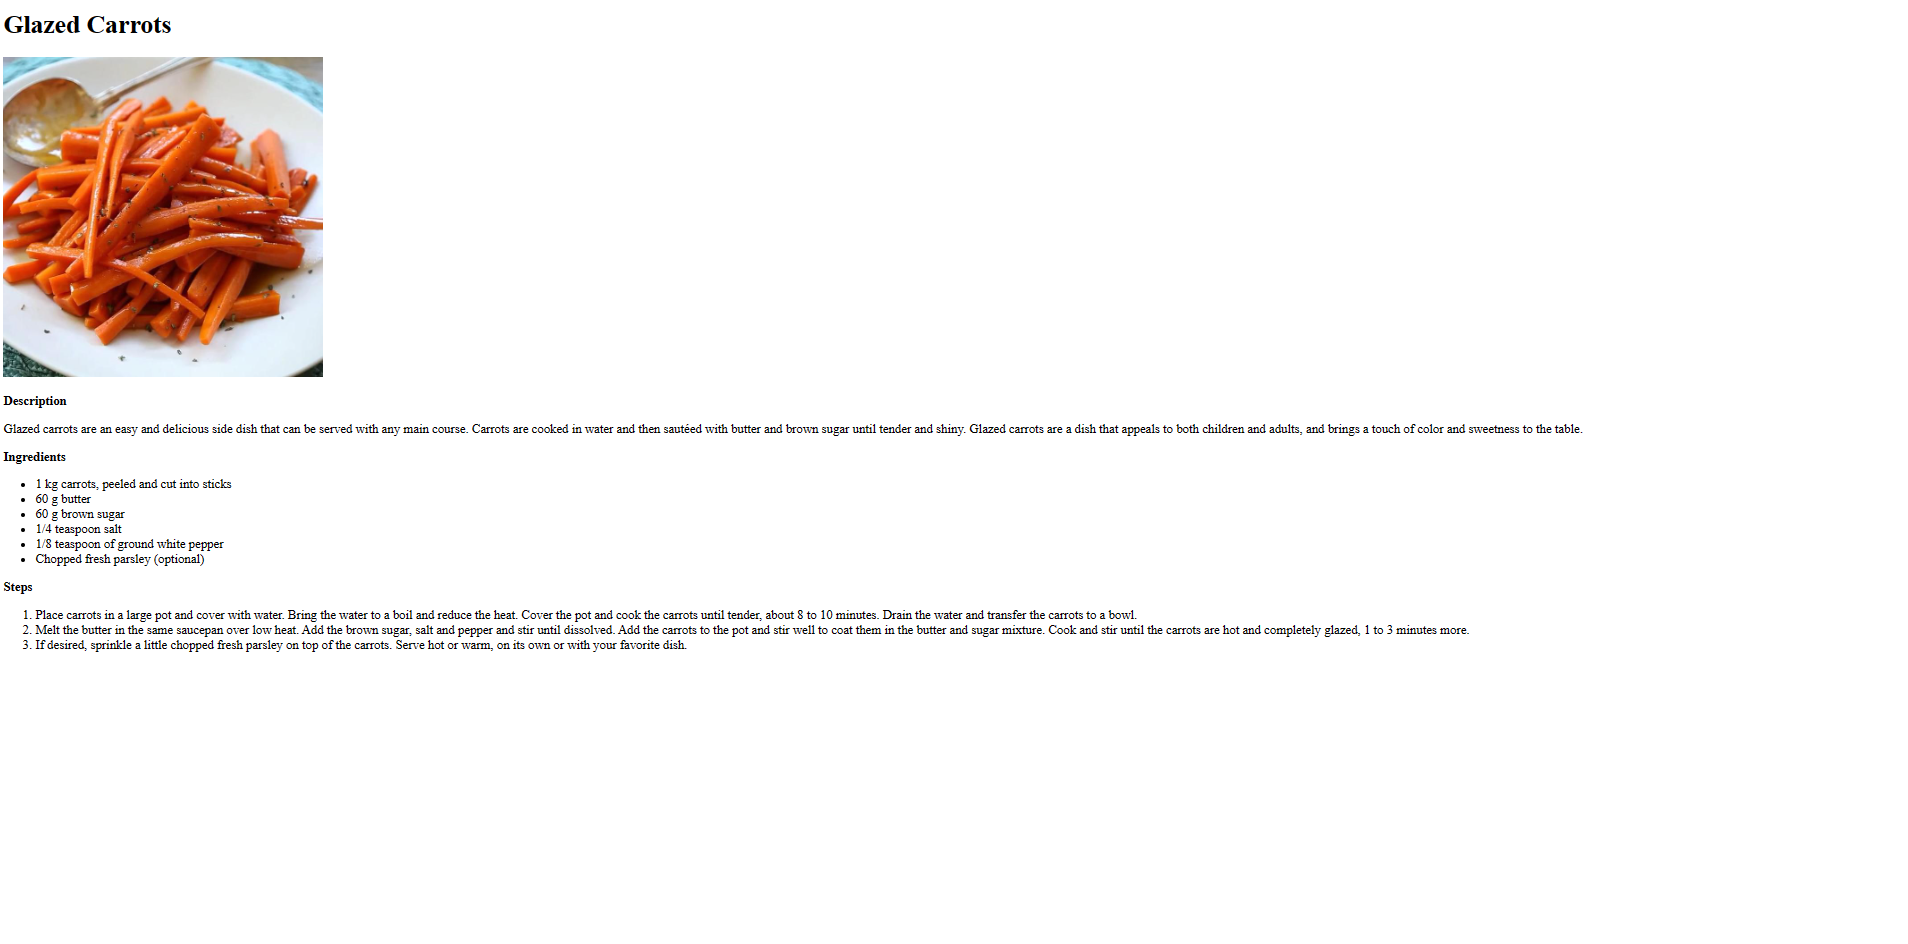 Glazed Carrots
Description
Glazed carrots are an easy and delicious side dish that can be served with any main course. Carrots are cooked in water and then sautéed with butter and brown sugar until tender and shiny. Glazed carrots are a dish that appeals to both children and adults, and brings a touch of color and sweetness to the table.
Ingredients
• 1 kg carrots, peeled and cut into sticks
• 60 g butter
• 60 g brown sugar
• 1/4 teaspoon salt
• 1/8 teaspoon of ground white pepper
• Chopped fresh parsley (optional)
Steps
1. Place carrots in a large pot and cover with water. Bring the water to a boil and reduce the heat. Cover the pot and cook the carrots until tender, about 8 to 10 minutes. Drain the water and transfer the carrots to a bowl.
2. Melt the butter in the same saucepan over low heat. Add the brown sugar, salt and pepper and stir until dissolved. Add the carrots to the pot and stir well to coat them in the butter and sugar mixture. Cook and stir until the carrots are hot and completely glazed, 1 to 3 minutes more.
3. If desired, sprinkle a little chopped fresh parsley on top of the carrots. Serve hot or warm, on its own or with your favorite dish.